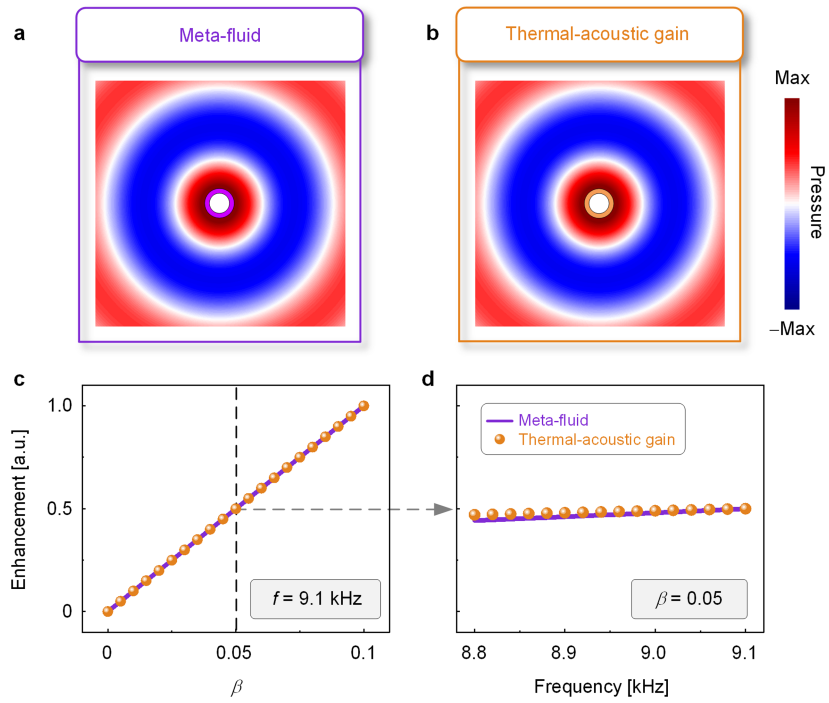 a
Meta-fluid
b
Thermal-acoustic gain
Max
Pressure
–Max
c
d
Enhancement [a.u.]
1.0
0.5
0
f = 9.1 kHz
0
0.05
0.1
β
Meta-fluid
Thermal-acoustic gain
β = 0.05
8.8
8.9
9.0
9.1
Frequency [kHz]